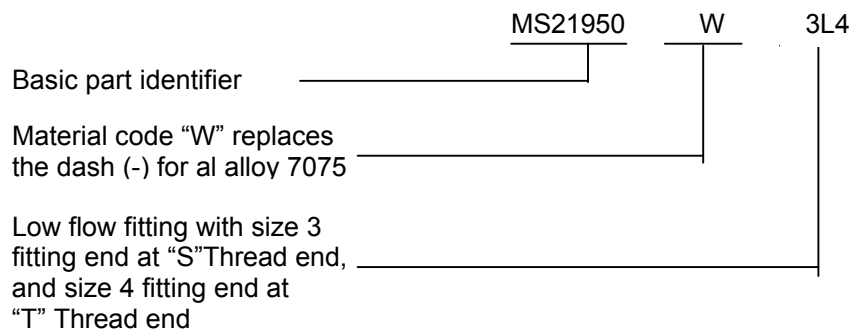 MS21950 W 3L4
Basic part identifier
Material code “W” replaces
the dash (-) for al alloy 7075
Low flow fitting with size 3
fitting end at “S”Thread end,
and size 4 fitting end at
“T” Thread end